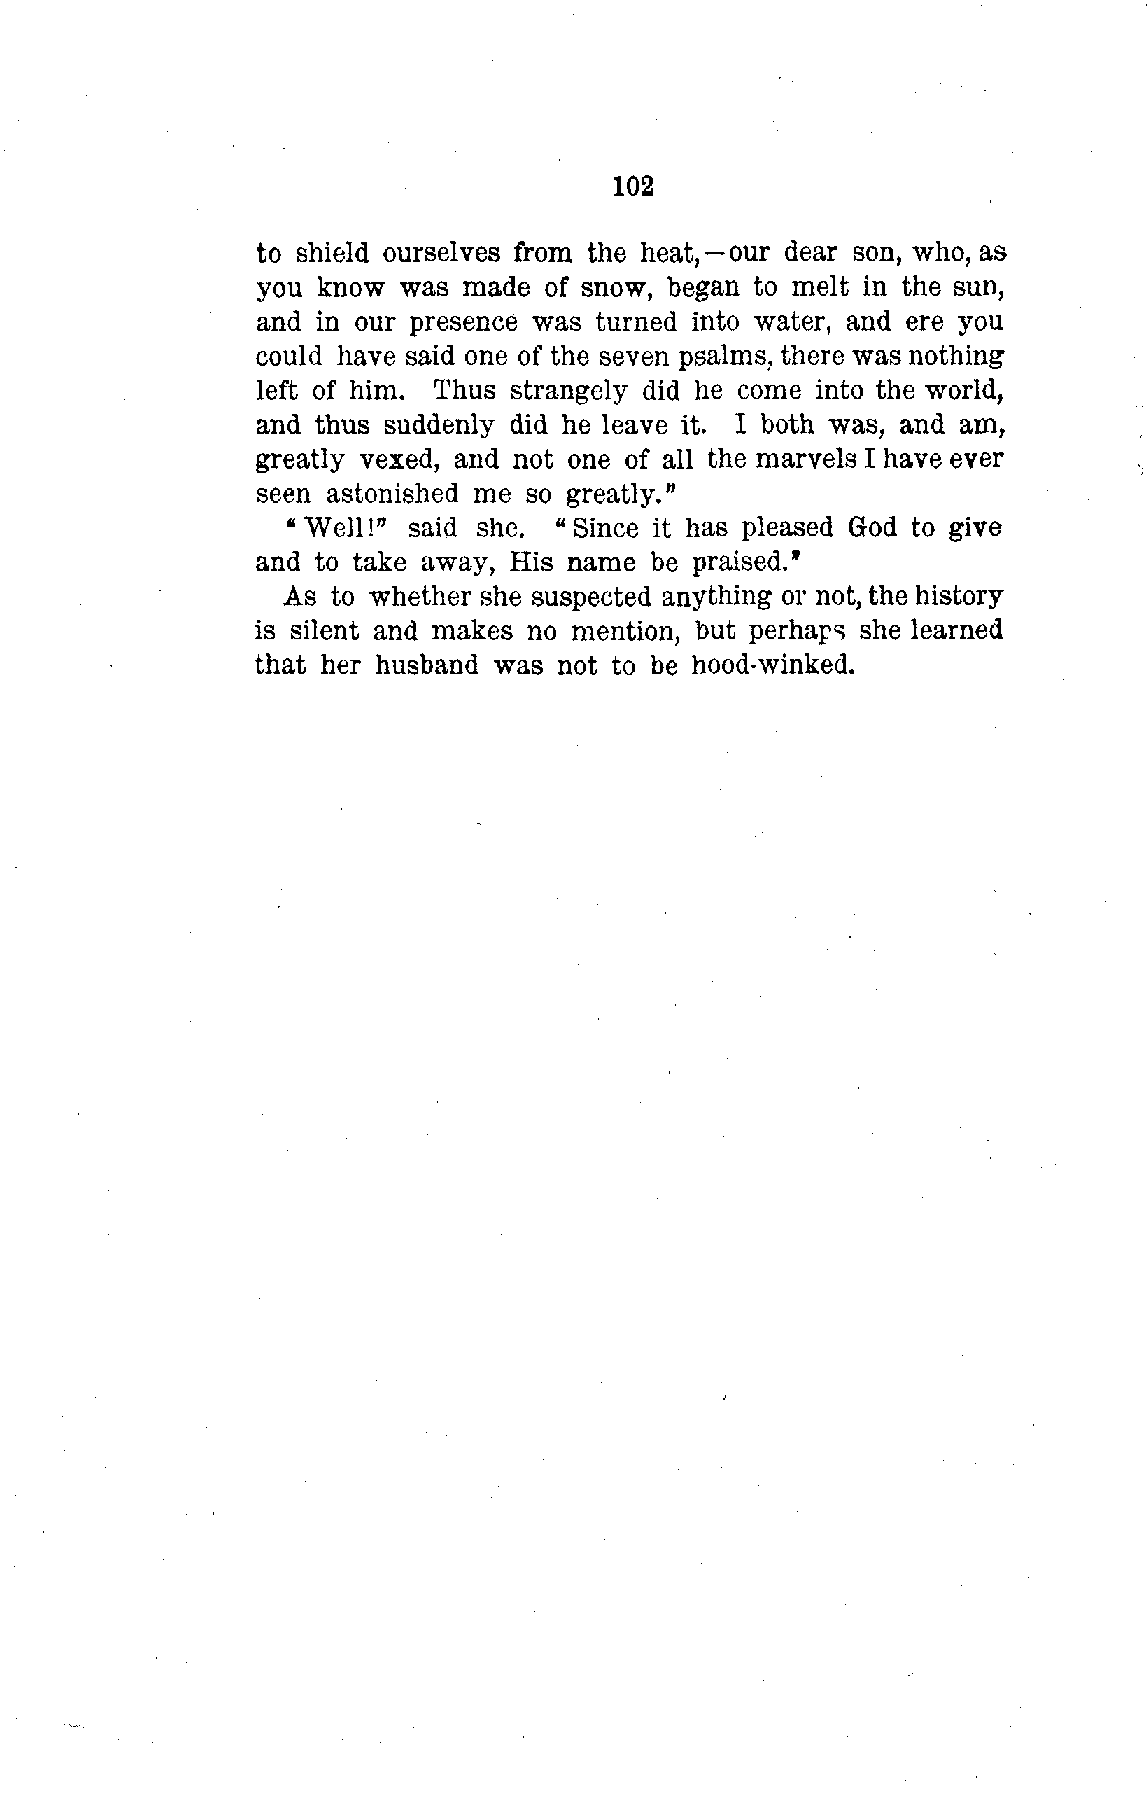 102
to shield ourselves from the heat,—our dear son, who, as
you know was made of snow, began to melt in the sun,
and in our presence was turned into water, and ere you
could have said one of the seven psalms, there was nothing
left of him. Thus strangely did he come into the world,
and thus suddenly did he leave it. I both was, and am,
greatly vexed, and not one of all the marvels I have ever
seen astonished me so greatly."
"Well!" said she. "Since it has pleased God to give
and to take away, His name be praised."
As to whether she suspected anything or not, the history
is silent and makes no mention, but perhaps she learned
that her husband was not to be hood-winked.